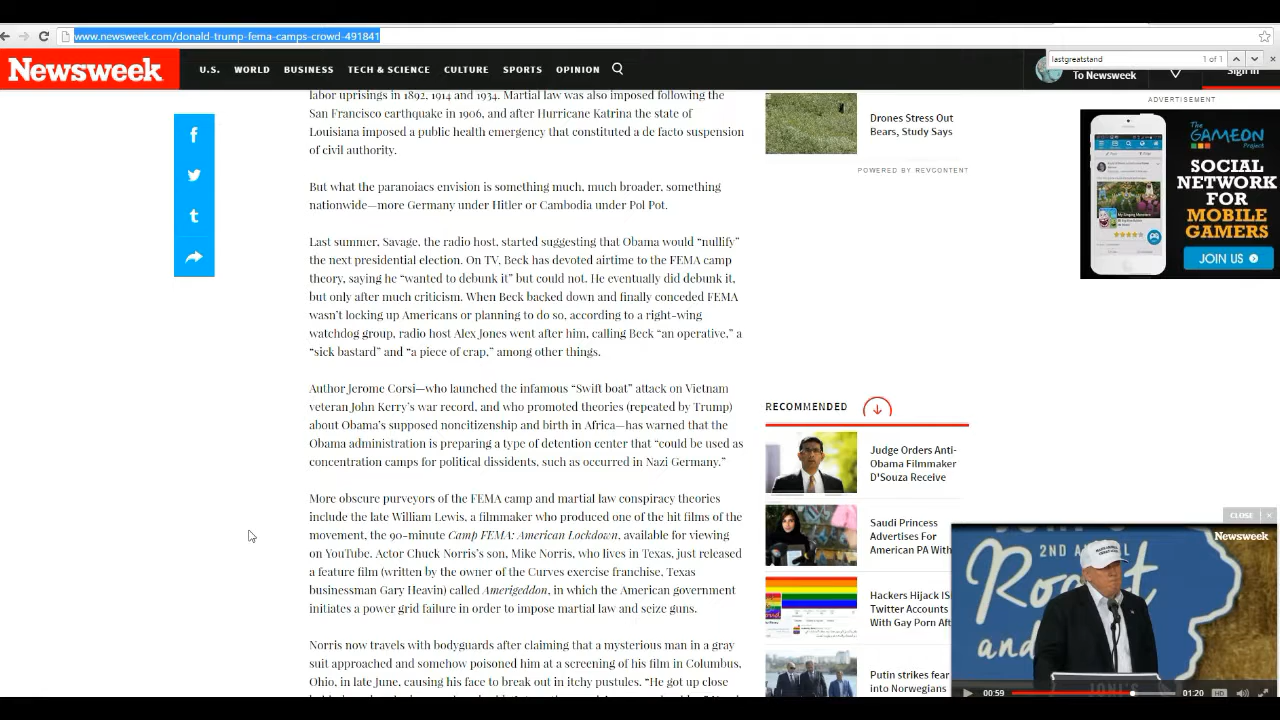 www.newsweek.com/donald-trump-fema-camps-crowd-491841
lastgreatstand
1 of 1
Newsweek
U.S.
WORLD
BUSINESS
TECH & SCIENCE
CULTURE
SPORTS
OPINION
To Newsweek
Sign in
labor uprisings in 1892, 1914 and 1934. Martial law was also imposed following the
San Francisco earthquake in 1906, and after Hurricane Katrina the state of
Louisiana imposed a public health emergency that constituted a de facto suspension
of civil authority.
But what the paranoiacs envision is something much, much broader, something
nationwide—more Germany under Hitler or Cambodia under Pol Pot.
Last summer, Savage, the radio host, started suggesting that Obama would “nullify”
the next presidential election. On TV, Beck has devoted airtime to the FEMA camp
theory, saying he “wanted to debunk it” but could not. He eventually did debunk it,
but only after much criticism. When Beck backed down and finally conceded FEMA
wasn’t locking up Americans or planning to do so, according to a right-wing
watchdog group, radio host Alex Jones went after him, calling Beck “an operative,” a
“sick bastard” and “a piece of crap,” among other things.
Author Jerome Corsi—who launched the infamous “Swift boat” attack on Vietnam
veteran John Kerry’s war record, and who promoted theories (repeated by Trump)
about Obama’s supposed noncitizenship and birth in Africa—has warned that the
Obama administration is preparing a type of detention center that “could be used as
concentration camps for political dissidents, such as occurred in Nazi Germany.”
More obscure purveyors of the FEMA camp and martial law conspiracy theories
include the late William Lewis, a filmmaker who produced one of the hit films of the
movement, the 90-minute Camp FEMA: American Lockdown, available for viewing
on YouTube. Actor Chuck Norris’s son, Mike Norris, who lives in Texas, just released
a feature film (written by the owner of the Curves exercise franchise, Texas
businessman Gary Heavin) called Amerigeddon, in which the American government
initiates a power grid failure in order to impose martial law and seize guns.
Norris now travels with bodyguards after claiming that a mysterious man in a gray
suit approached and somehow poisoned him at a screening of his film in Columbus,
Ohio, in late June, causing his face to break out in itchy pustules. “He got up close
Drones Stress Out
Bears, Study Says
POWERED BY REVCONTENT
RECOMMENDED
Judge Orders Anti-
Obama Filmmaker
D'Souza Receive
Saudi Princess
Advertises For
American PA With
Hackers Hijack IS
Twitter Accounts
With Gay Porn Aft
Putin strikes fear
into Norwegians
ADVERTISEMENT
The
GAMEON
Project
SOCIAL
NETWORK
FOR
MOBILE
GAMERS
JOIN US
CLOSE
Newsweek
2ND
Roast
and
JONI'S
00:59
01:20
HD